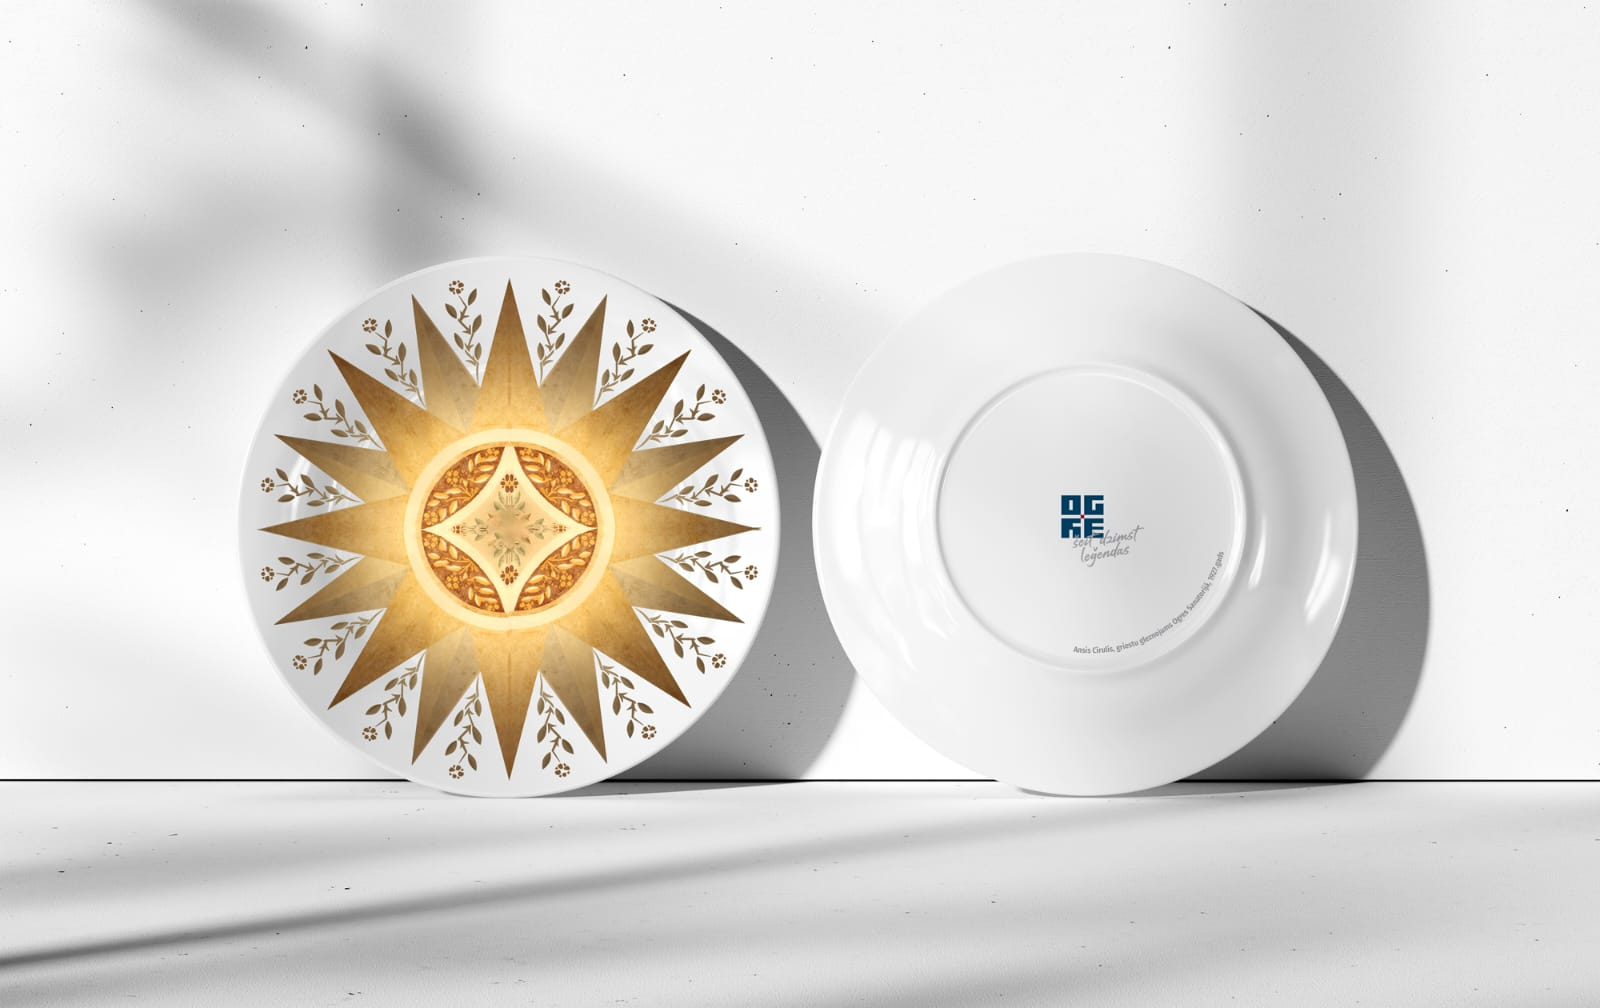 OG
RE
šeit dzimst
leģendas
Ansis Cīrulis, griestu gleznojums Ogres Sanatorijā, 1927.gads